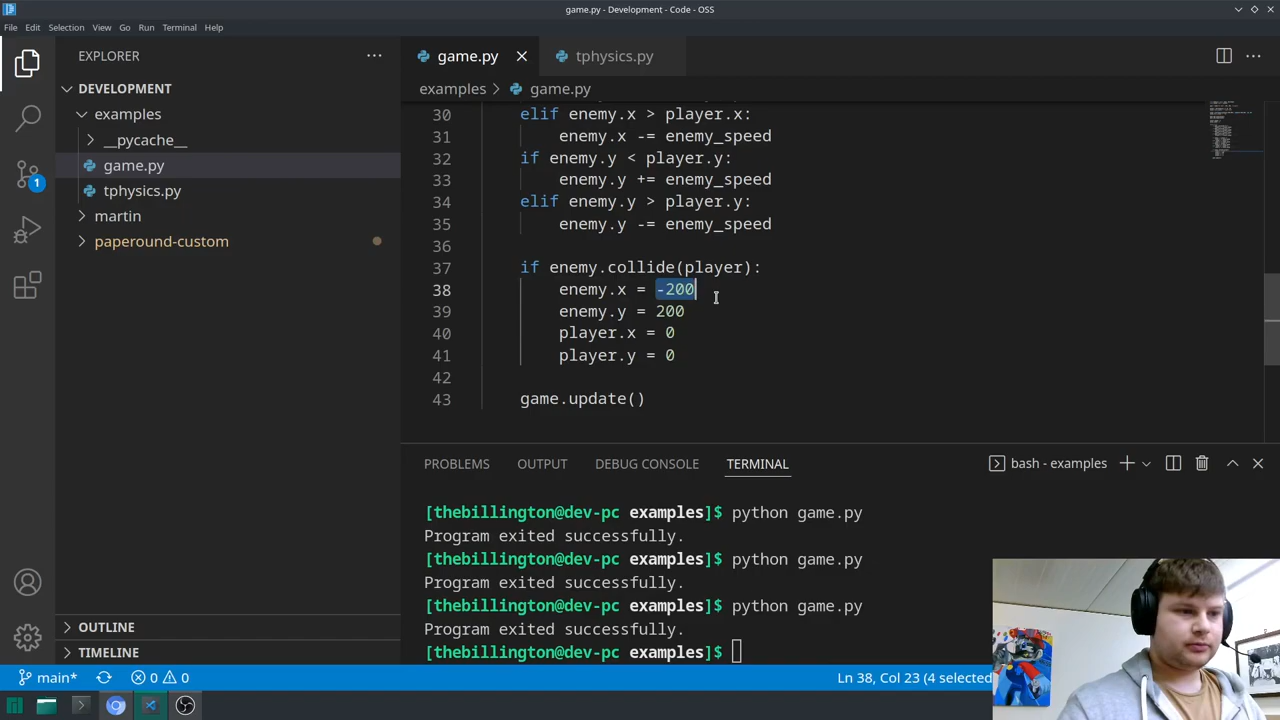 game.py - Development - Code - OSS
File Edit Selection View Go Run Terminal Help
EXPLORER
DEVELOPMENT
examples
__pycache__
game.py
tphysics.py
martin
paperound-custom
OUTLINE
TIMELINE
1
game.py tphysics.py
examples > game.py
30 elif enemy.x > player.x:
31 enemy.x -= enemy_speed
32 if enemy.y < player.y:
33 enemy.y += enemy_speed
34 elif enemy.y > player.y:
35 enemy.y -= enemy_speed
36
37 if enemy.collide(player):
38 enemy.x = -200
39 enemy.y = 200
40 player.x = 0
41 player.y = 0
42
43 game.update()
PROBLEMS OUTPUT DEBUG CONSOLE TERMINAL bash - examples
[thebillington@dev-pc examples]$ python game.py
Program exited successfully.
[thebillington@dev-pc examples]$ python game.py
Program exited successfully.
[thebillington@dev-pc examples]$ python game.py
Program exited successfully.
[thebillington@dev-pc examples]$
main* 0 0 Ln 38, Col 23 (4 selected